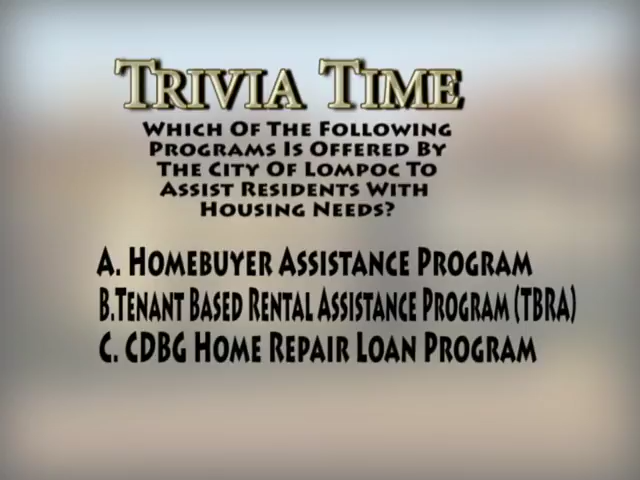 TRIVIA TIME
WHICH OF THE FOLLOWING
PROGRAMS IS OFFERED BY
THE CITY OF LOMPOC TO
ASSIST RESIDENTS WITH
HOUSING NEEDS?
A. HOMEBUYER ASSISTANCE PROGRAM
B.TENANT BASED RENTAL ASSISTANCE PROGRAM (TBRA)
C. CDBG HOME REPAIR LOAN PROGRAM